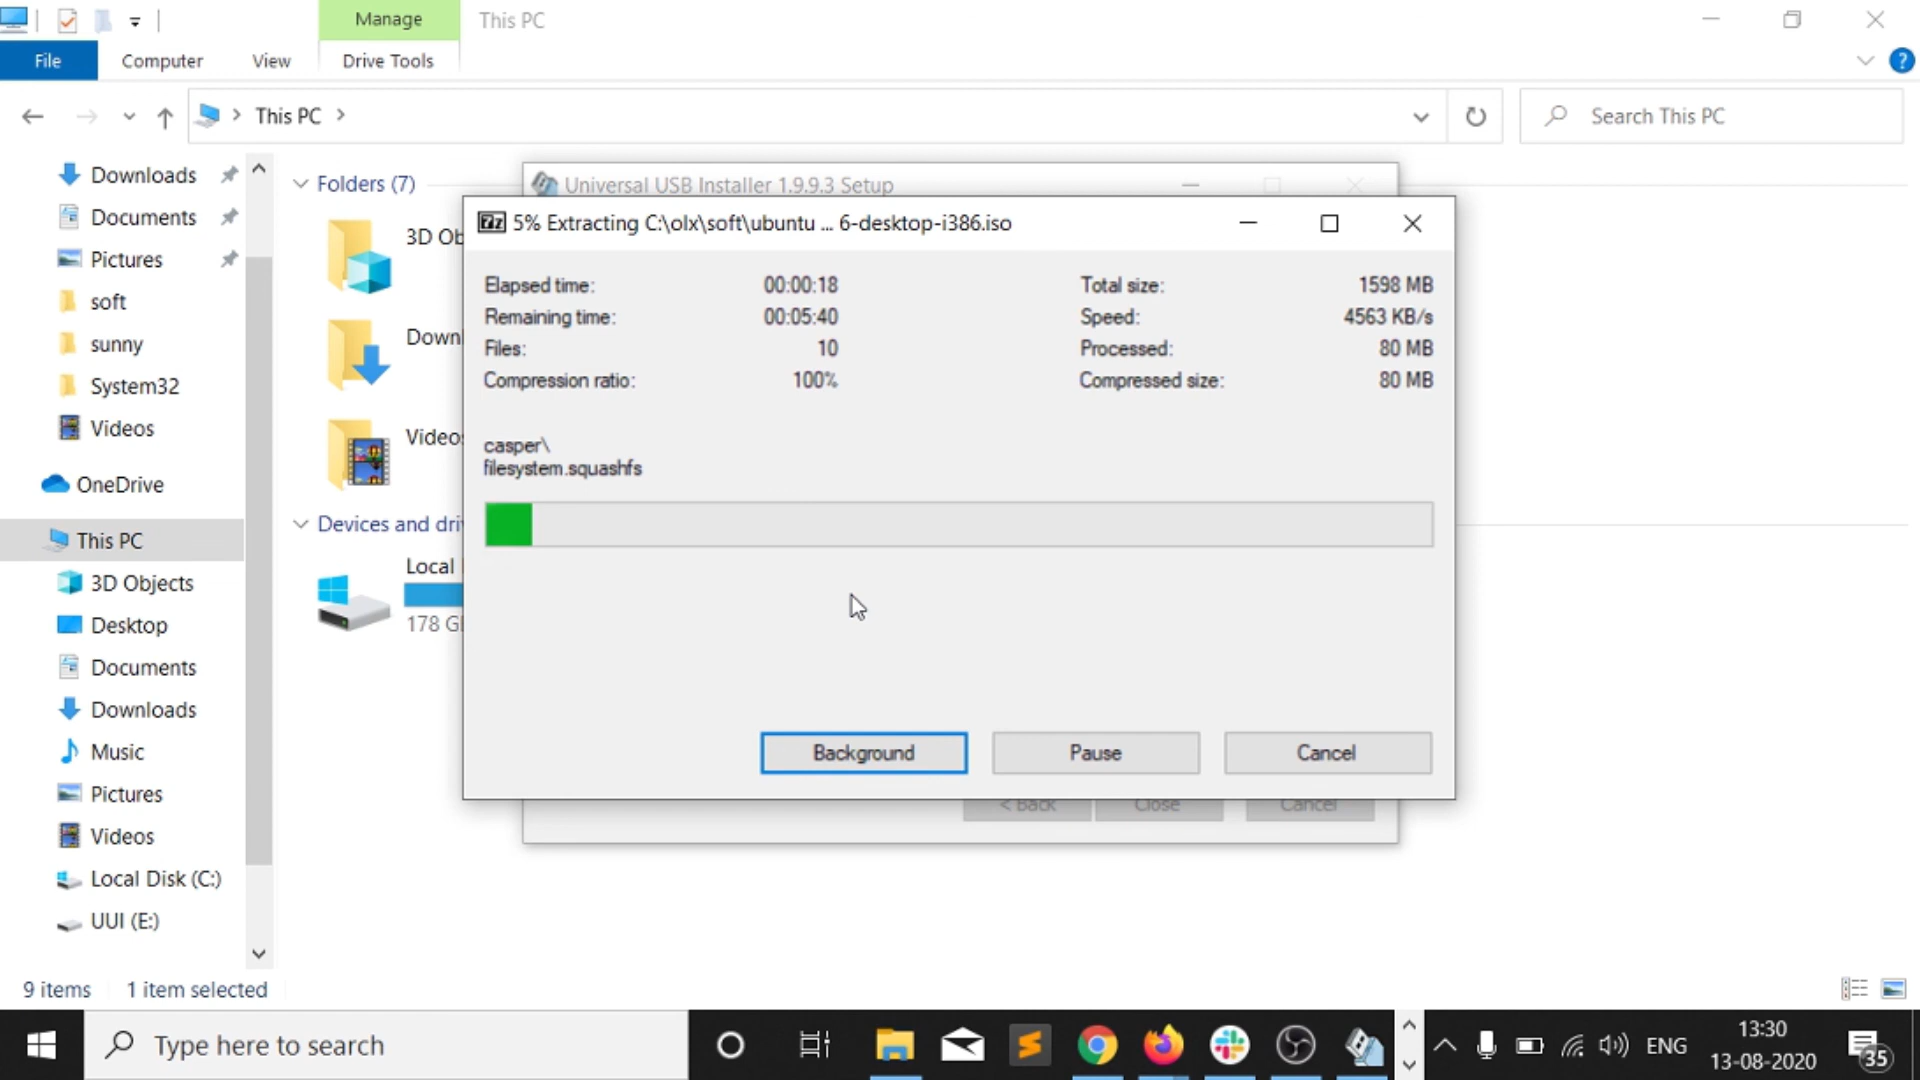 Manage
This PC
File
Computer
View
Drive Tools
This PC
Search This PC
Downloads
Documents
Pictures
soft
sunny
System32
Videos
OneDrive
This PC
3D Objects
Desktop
Documents
Downloads
Music
Pictures
Videos
Local Disk (C:)
UUI (E:)
Folders (7)
3D Ob
Down
Video
Devices and dri
Local
178 G
Universal USB Installer 1.9.9.3 Setup
7z 5% Extracting C:\olx\soft\ubuntu ... 6-desktop-i386.iso
Elapsed time: 00:00:18 Total size: 1598 MB
Remaining time: 00:05:40 Speed: 4563 KB/s
Files: 10 Processed: 80 MB
Compression ratio: 100% Compressed size: 80 MB
casper\
filesystem.squashfs
Background
Pause
Cancel
< Back
Close
Cancel
9 items
1 item selected
Type here to search
ENG
13:30
13-08-2020
35